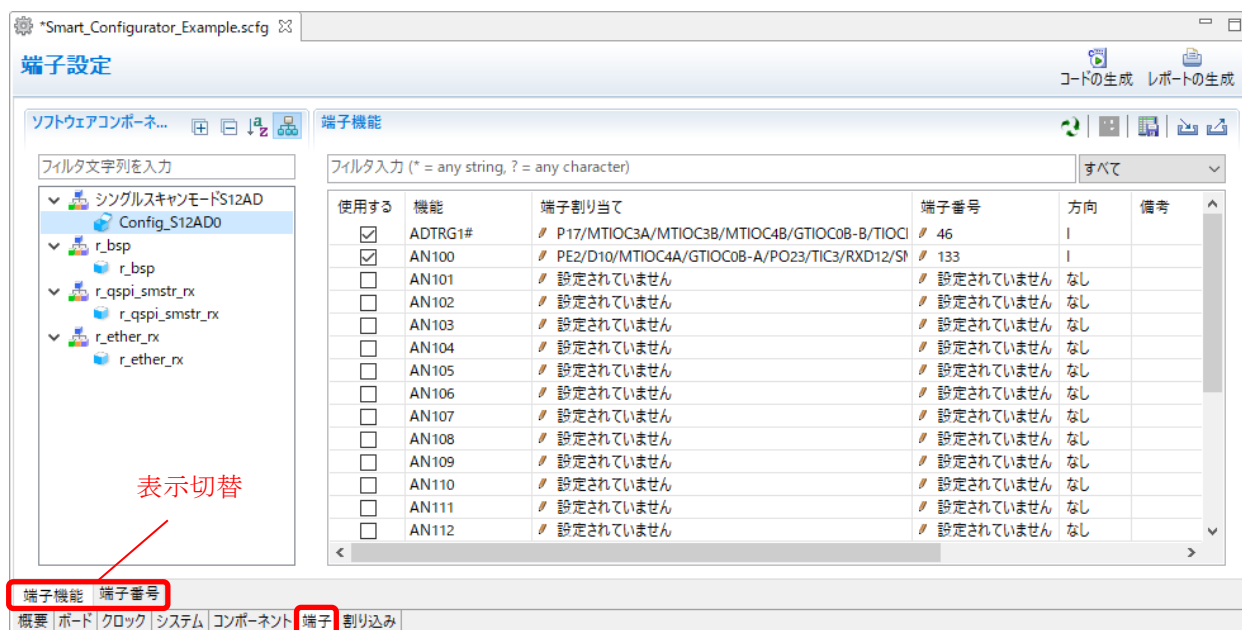 *Smart_Configurator_Example.scfg
端子設定
コードの生成 レポートの生成
ソフトウェアコンポーネ... 端子機能
フィルタ文字列を入力 フィルタ入力 (* = any string, ? = any character) すべて
シングルスキャンモードS12AD
Config_S12AD0
r_bsp
r_bsp
r_qspi_smstr_rx
r_qspi_smstr_rx
r_ether_rx
r_ether_rx
使用する 機能 端子割り当て 端子番号 方向 備考
ADTRG1# P17/MTIOC3A/MTIOC3B/MTIOC4B/GTIOC0B-B/TIOC 46 I
AN100 PE2/D10/MTIOC4A/GTIOC0B-A/PO23/TIC3/RXD12/S 133 I
AN101 設定されていません 設定されていません なし
AN102 設定されていません 設定されていません なし
AN103 設定されていません 設定されていません なし
AN104 設定されていません 設定されていません なし
AN105 設定されていません 設定されていません なし
AN106 設定されていません 設定されていません なし
AN107 設定されていません 設定されていません なし
AN108 設定されていません 設定されていません なし
AN109 設定されていません 設定されていません なし
AN110 設定されていません 設定されていません なし
AN111 設定されていません 設定されていません なし
AN112 設定されていません 設定されていません なし
表示切替
端子機能 端子番号
概要 ボード クロック システム コンポーネント 端子 割り込み